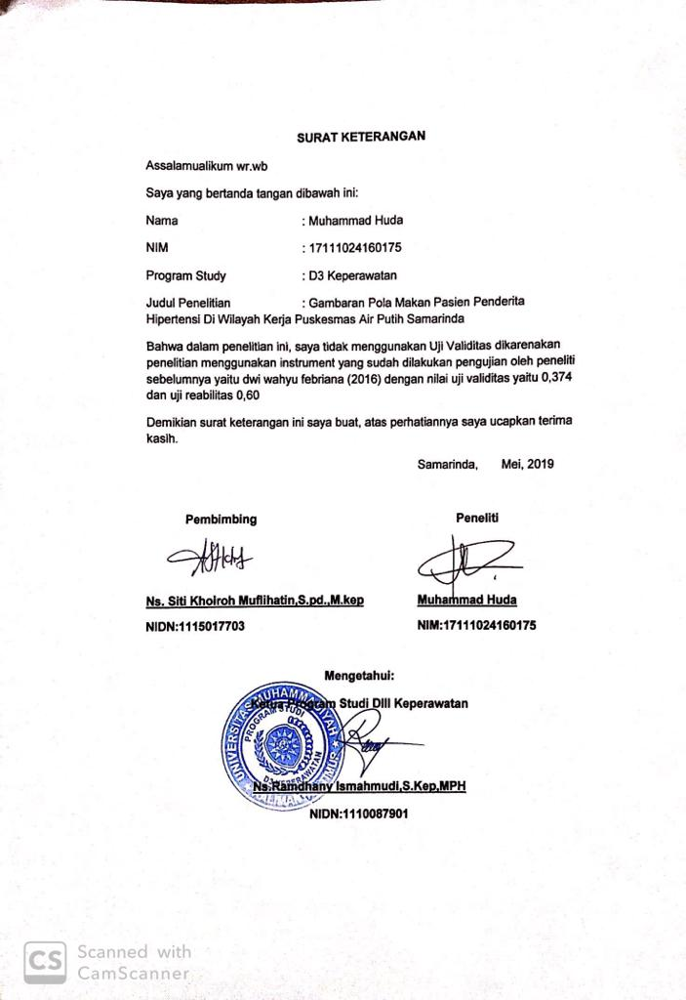 SURAT KETERANGAN
Assalamualikum wr.wb
Saya yang bertanda tangan dibawah ini:
Nama : Muhammad Huda
NIM : 17111024160175
Program Study : D3 Keperawatan
Judul Penelitian : Gambaran Pola Makan Pasien Penderita
Hipertensi Di Wilayah Kerja Puskesmas Air Putih Samarinda
Bahwa dalam penelitian ini, saya tidak menggunakan Uji Validitas dikarenakan
penelitian menggunakan instrument yang sudah dilakukan pengujian oleh peneliti
sebelumnya yaitu dwi wahyu febriana (2016) dengan nilai uji validitas yaitu 0,374
dan uji reabilitas 0,60
Demikian surat keterangan ini saya buat, atas perhatiannya saya ucapkan terima
kasih.
Samarinda, Mei, 2019
Pembimbing Peneliti
Ns. Siti Khoiroh Muflihatin,S.pd.,M.kep Muhammad Huda
NIDN:1115017703 NIM:17111024160175
Mengetahui:
Ketua Program Studi DIII Keperawatan
UNIVERSITAS MUHAMMADIYAH
PROGRAM STUDI
D3 KEPERAWATAN
Ns.Ramdhany Ismahmudi,S.Kep,MPH
NIDN:1110087901
CS Scanned with
CamScanner